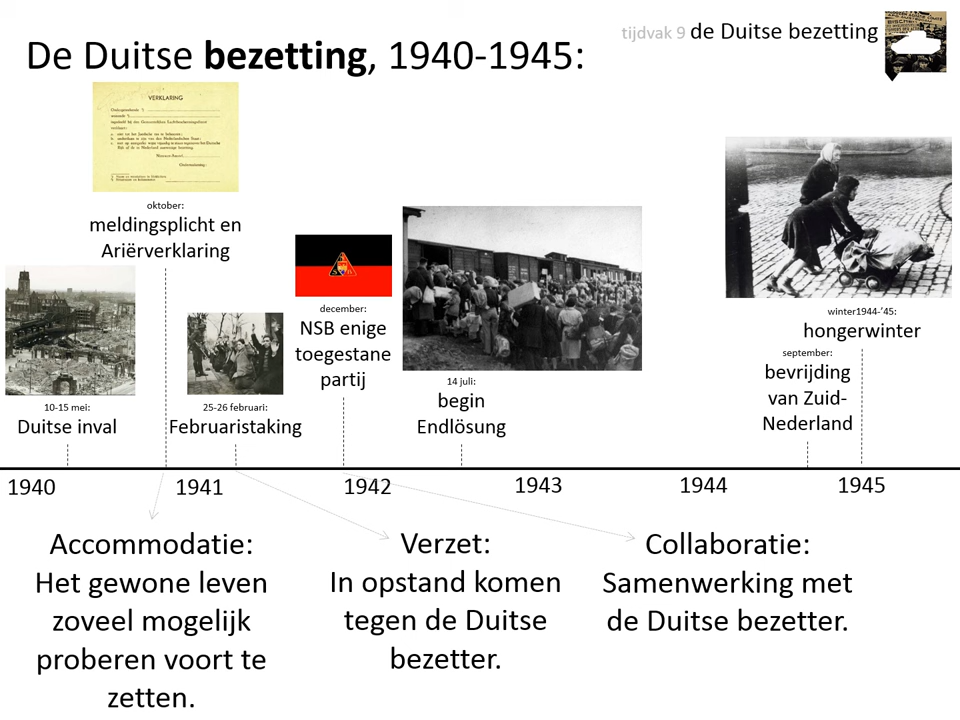 tijdvak 9 de Duitse bezetting
De Duitse bezetting, 1940-1945:
VERKLARING
oktober:
meldingsplicht en
Ariërverklaring
10-15 mei:
Duitse inval
25-26 februari:
Februaristaking
december:
NSB enige
toegestane
partij
14 juli:
begin
Endlösung
winter1944-'45:
hongerwinter
september:
bevrijding
van Zuid-
Nederland
1940
1941
1942
1943
1944
1945
Accommodatie:
Het gewone leven
zoveel mogelijk
proberen voort te
zetten.
Verzet:
In opstand komen
tegen de Duitse
bezetter.
Collaboratie:
Samenwerking met
de Duitse bezetter.